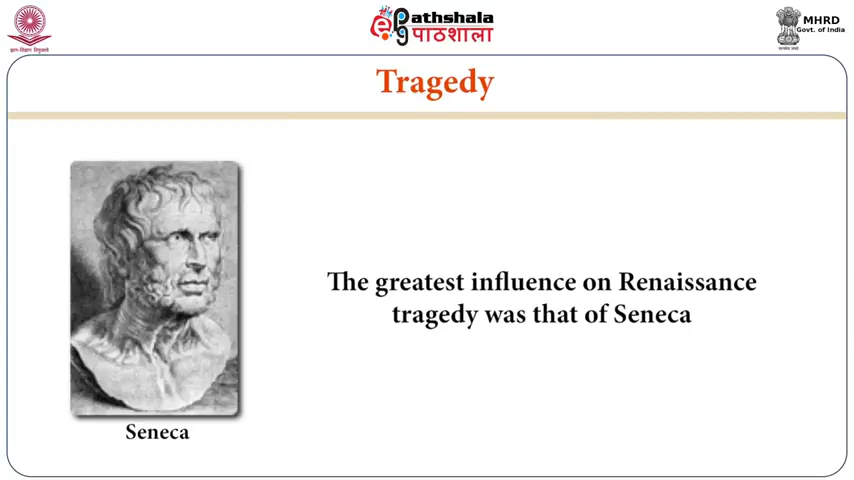 ePathshala
पाठशाला
MHRD
Govt. of India
Tragedy
The greatest influence on Renaissance
tragedy was that of Seneca
Seneca